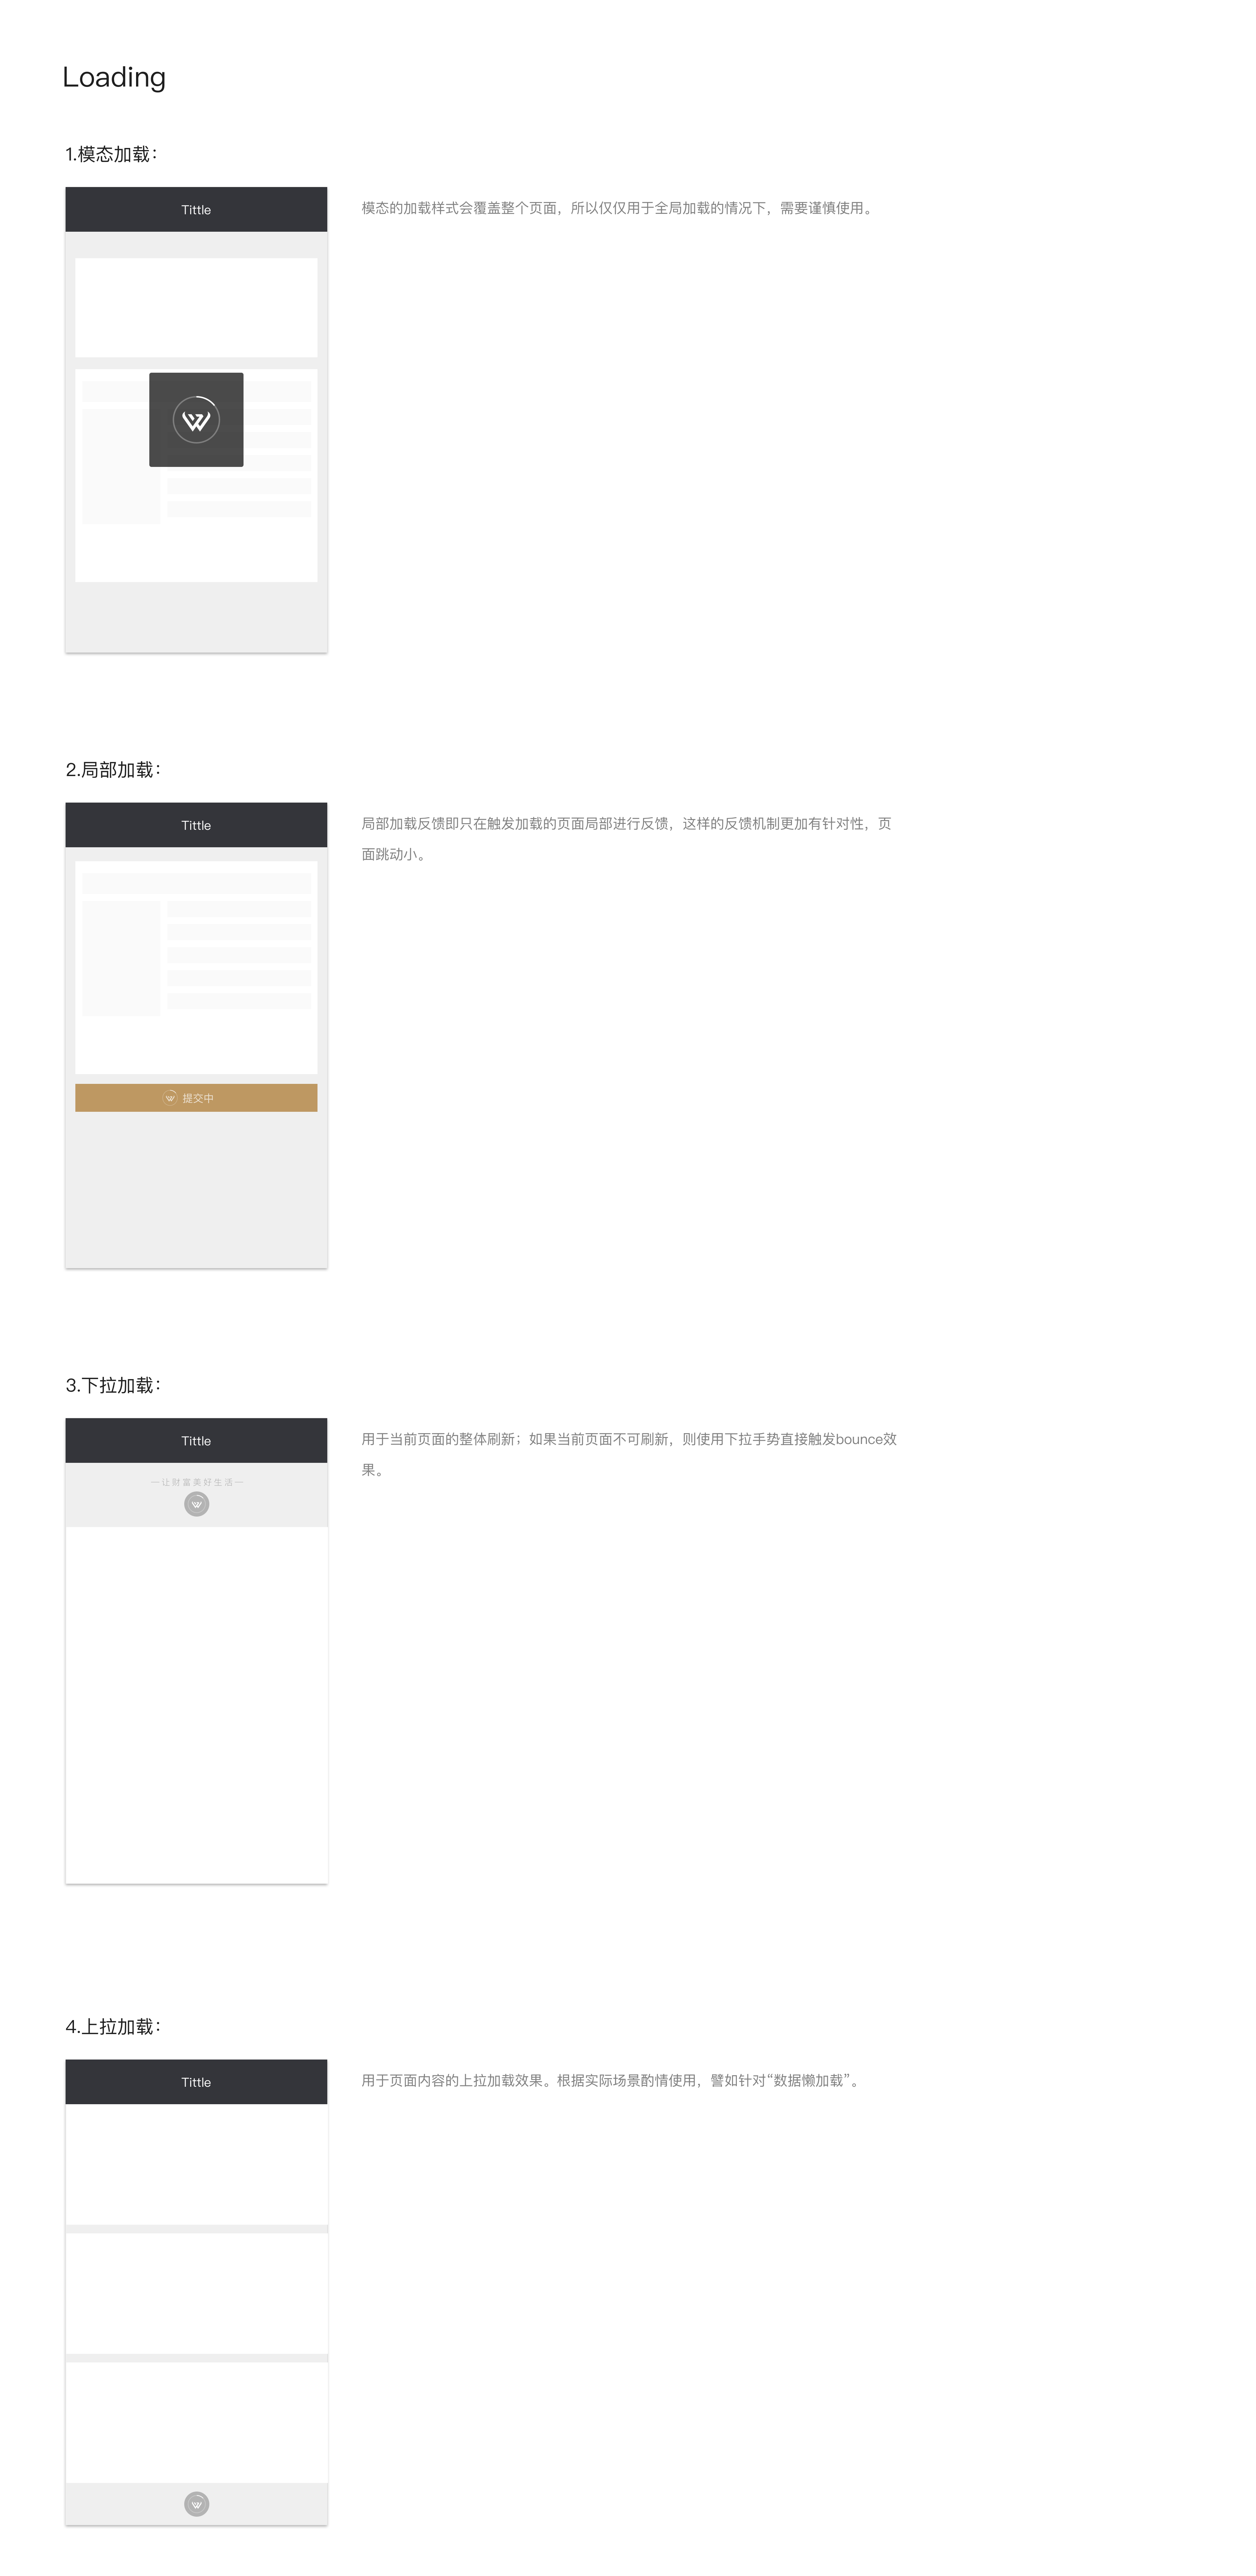 Loading
1.模态加载：
Tittle
模态的加载样式会覆盖整个页面，所以仅仅用于全局加载的情况下，需要谨慎使用。
2.局部加载：
Tittle
局部加载反馈即只在触发加载的页面局部进行反馈，这样的反馈机制更加有针对性，页
面跳动小。
提交中
3.下拉加载：
Tittle
用于当前页面的整体刷新；如果当前页面不可刷新，则使用下拉手势直接触发bounce效
果。
—让财富美好生活—
4.上拉加载：
Tittle
用于页面内容的上拉加载效果。根据实际场景酌情使用，譬如针对“数据懒加载”。